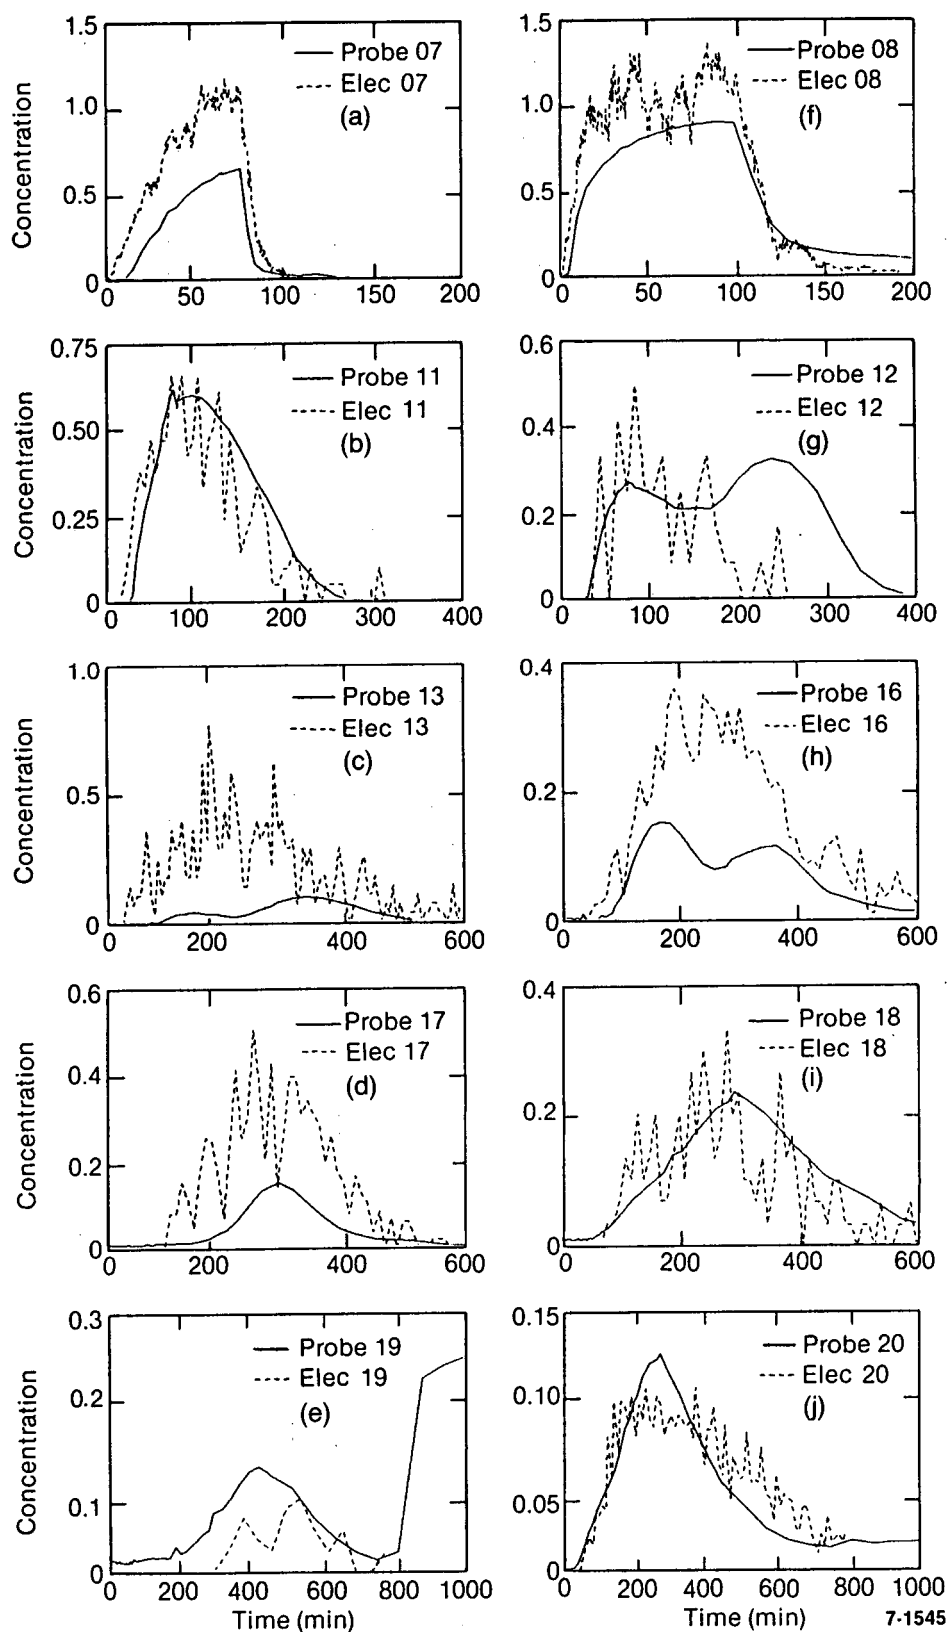 1.5
1.0
0.5
0
Concentration
Probe 07
Elec 07
(a)
0 50 100 150 200
1.5
1.0
0.5
0
Probe 08
Elec 08
(f)
0 50 100 150 200
0.75
0.50
0.25
0
Concentration
Probe 11
Elec 11
(b)
0 100 200 300 400
0.6
0.4
0.2
0
Probe 12
Elec 12
(g)
0 100 200 300 400
1.0
0.5
0
Concentration
Probe 13
Elec 13
(c)
0 200 400 600
0.4
0.2
0
Probe 16
Elec 16
(h)
0 200 400 600
0.6
0.4
0.2
0
Concentration
Probe 17
Elec 17
(d)
0 200 400 600
0.4
0.2
0
Probe 18
Elec 18
(i)
0 200 400 600
0.3
0.2
0.1
0
Concentration
Probe 19
Elec 19
(e)
0 200 400 600 800 1000
Time (min)
0.15
0.10
0.05
0.00
Probe 20
Elec 20
(j)
0 200 400 600 800 1000
Time (min)
7-1545